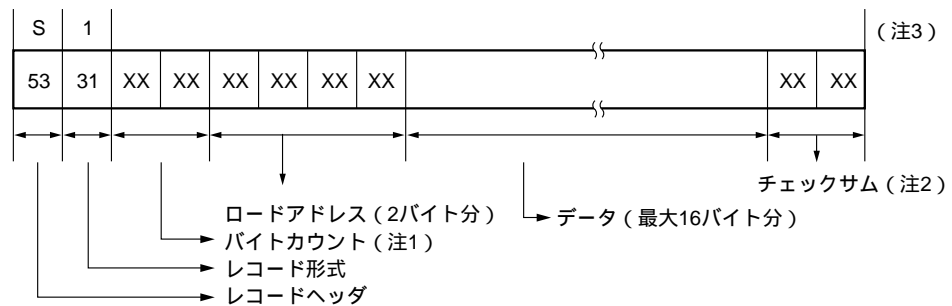 S 1 (注3)
53 31 XX XX XX XX XX XX XX XX
チェックサム(注2)
ロードアドレス(2バイト分)
データ(最大16バイト分)
バイトカウント(注1)
レコード形式
レコードヘッダ